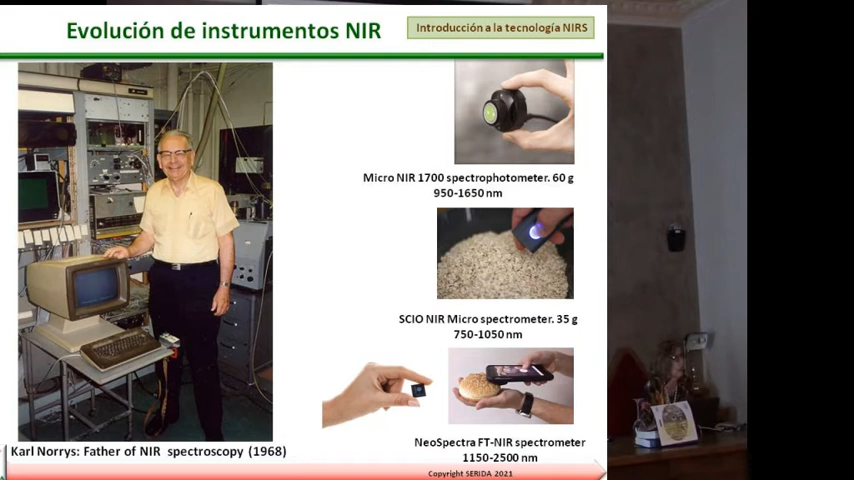 Evolución de instrumentos NIR
Introducción a la tecnología NIRS
Micro NIR 1700 spectrophotometer. 60 g
950-1650 nm
SCIO NIR Micro spectrometer. 35 g
750-1050 nm
NeoSpectra FT-NIR spectrometer
1150-2500 nm
Karl Norrys: Father of NIR spectroscopy (1968)
Copyright SERIDA 2021